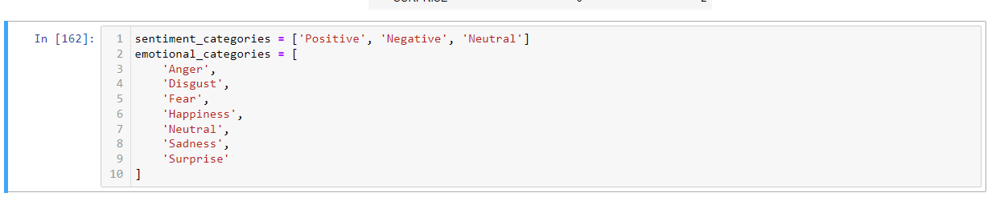 In [162]:
1 sentiment_categories = ['Positive', 'Negative', 'Neutral']
2 emotional_categories = [
3     'Anger',
4     'Disgust',
5     'Fear',
6     'Happiness',
7     'Neutral',
8     'Sadness',
9     'Surprise'
10 ]